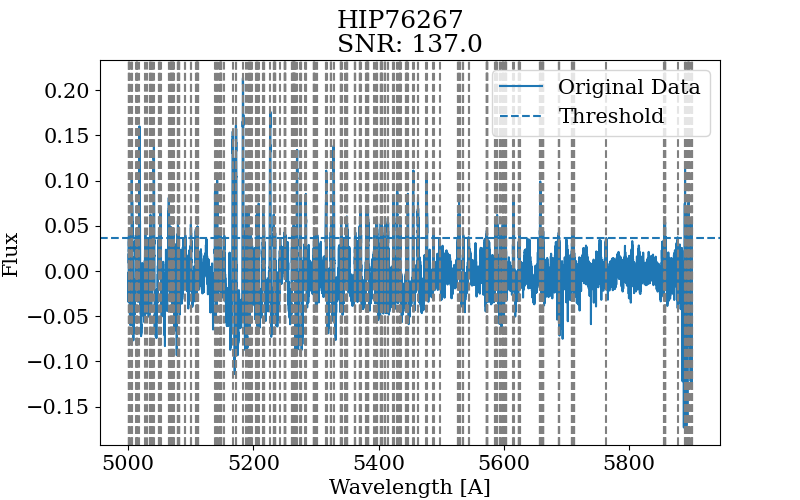 HIP76267
SNR: 137.0
Original Data
Threshold
0.20
0.15
0.10
0.05
0.00
−0.05
−0.10
−0.15
Flux
5000 5200 5400 5600 5800
Wavelength [A]